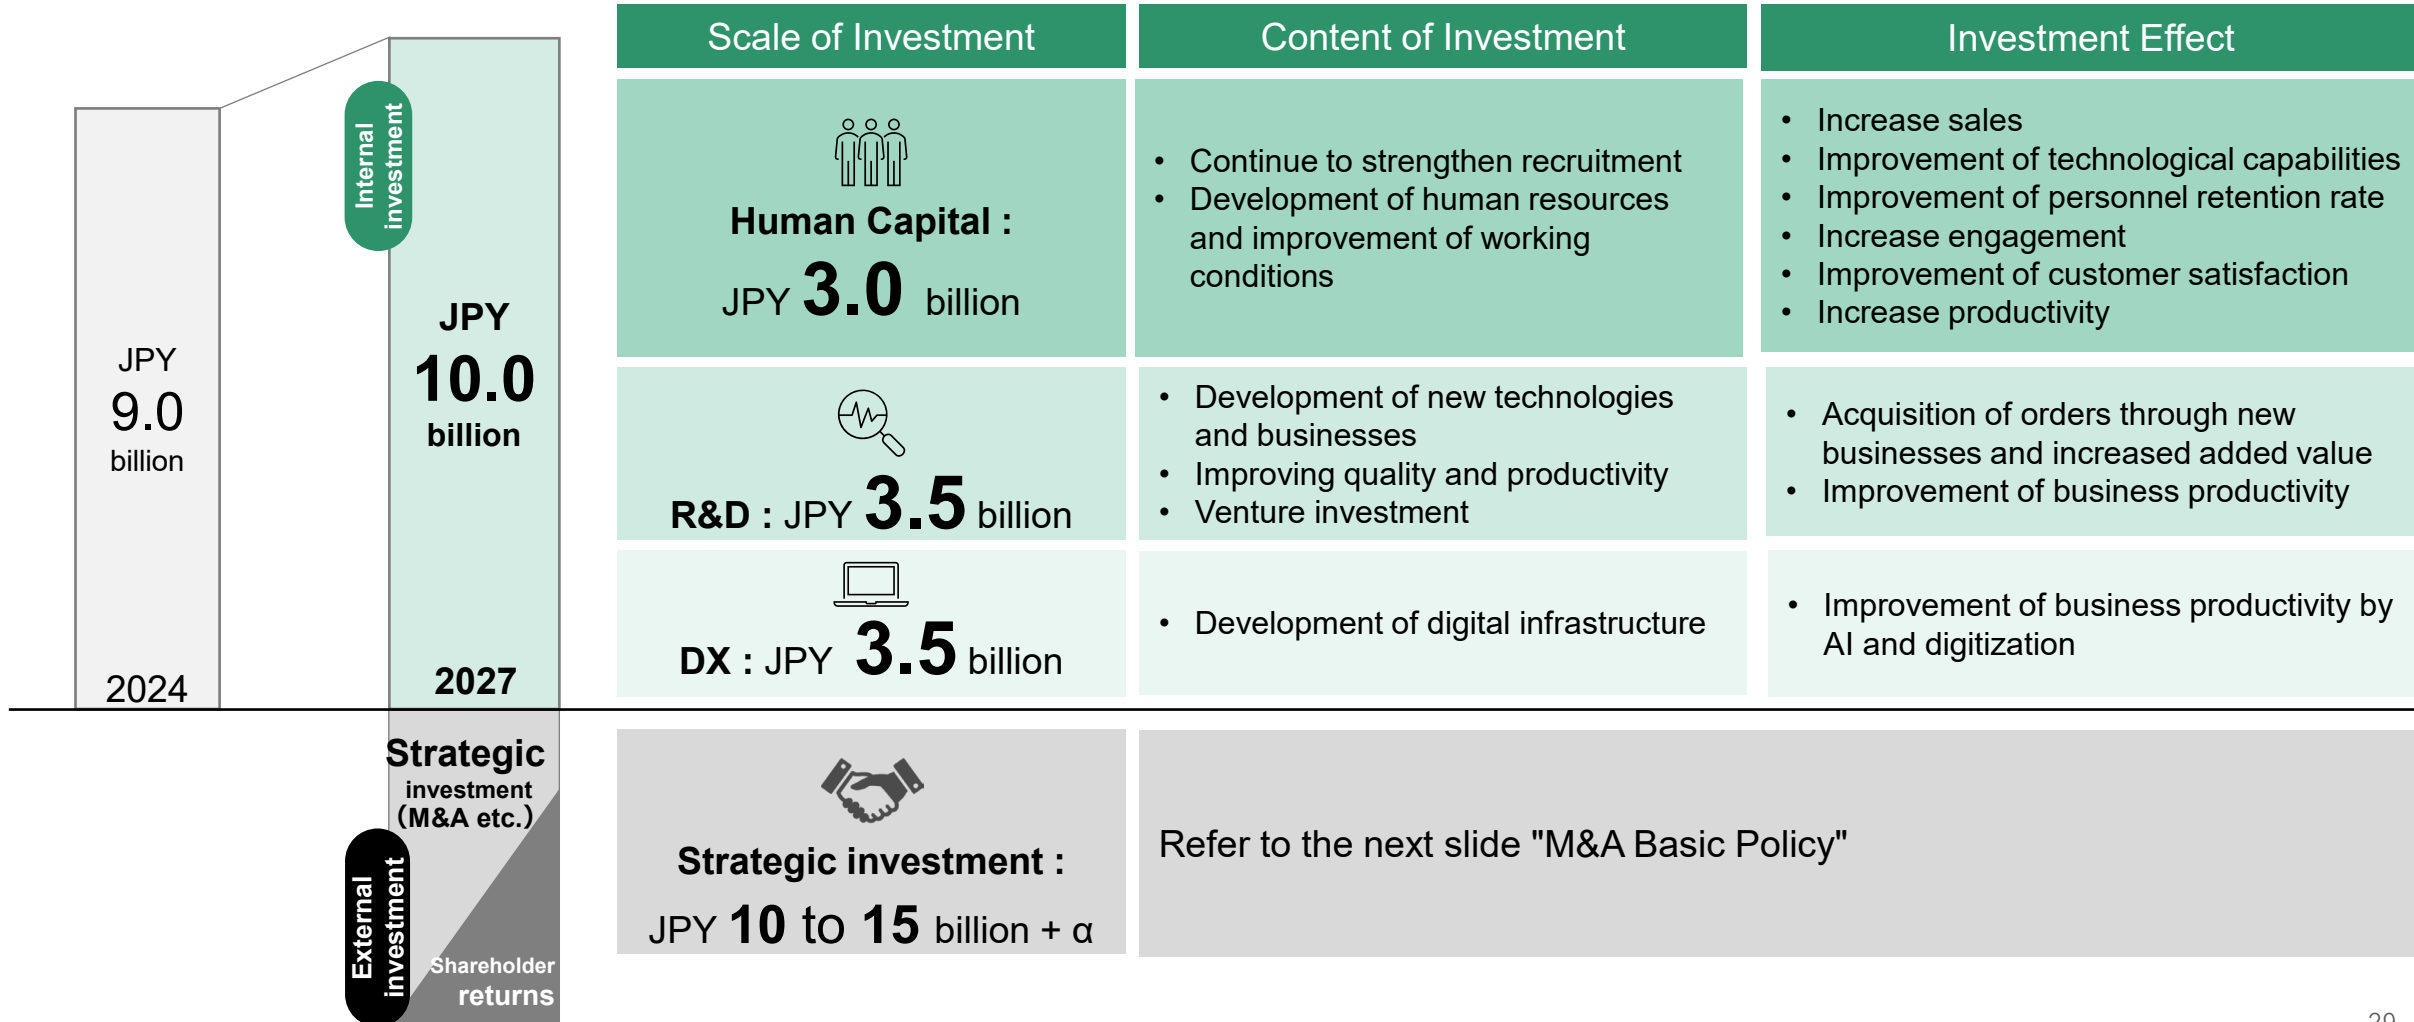 Scale of Investment
Content of Investment
Investment Effect
Internal
investment
JPY
9.0
billion
2024
JPY
10.0
billion
2027
Human Capital :
JPY 3.0 billion
• Continue to strengthen recruitment
• Development of human resources
and improvement of working
conditions
• Increase sales
• Improvement of technological capabilities
• Improvement of personnel retention rate
• Increase engagement
• Improvement of customer satisfaction
• Increase productivity
R&D : JPY 3.5 billion
• Development of new technologies
and businesses
• Improving quality and productivity
• Venture investment
• Acquisition of orders through new
businesses and increased added value
• Improvement of business productivity
DX : JPY 3.5 billion
• Development of digital infrastructure
• Improvement of business productivity by
AI and digitization
Strategic
investment
（M&A etc.）
External
investment
Shareholder
returns
Strategic investment :
JPY 10 to 15 billion + α
Refer to the next slide "M&A Basic Policy"